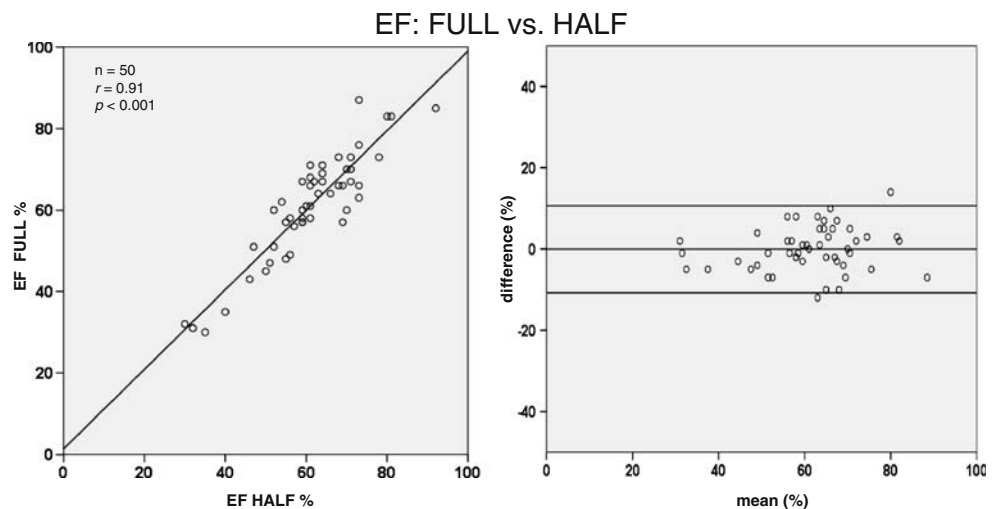 EF: FULL vs. HALF
n = 50
r = 0.91
p < 0.001
100
80
60
40
20
0
EF FULL %
0 20 40 60 80 100
EF HALF %
40
20
0
-20
-40
difference (%)
0 20 40 60 80 100
mean (%)